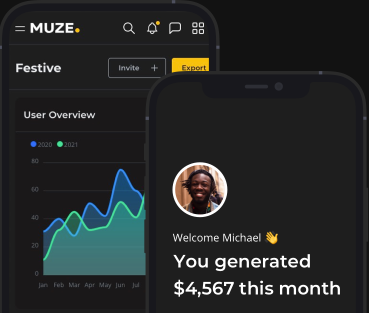 MUZE.
Festive
Invite +
Export
User Overview
2020 2021
80
60
40
20
0
Jan Feb Mar Apr May Jun Jul
Welcome Michael 👋
You generated
$4,567 this month